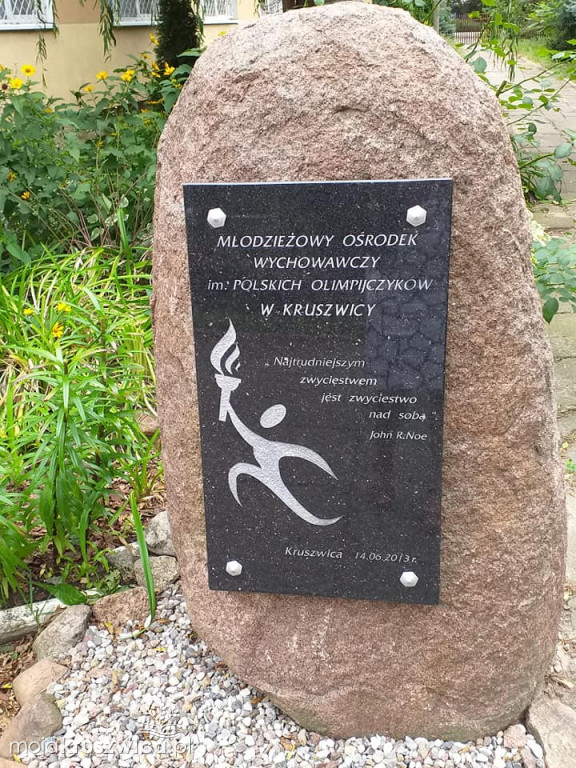 MŁODZIEŻOWY OŚRODEK
WYCHOWAWCZY
im. POLSKICH OLIMPIJCZYKÓW
W KRUSZWICY
„Najtrudniejszym
zwycięstwem
jest zwycięstwo
nad sobą”
John R.Noe
Kruszwica 14.06.2013 r.
mojakruszwica.pl